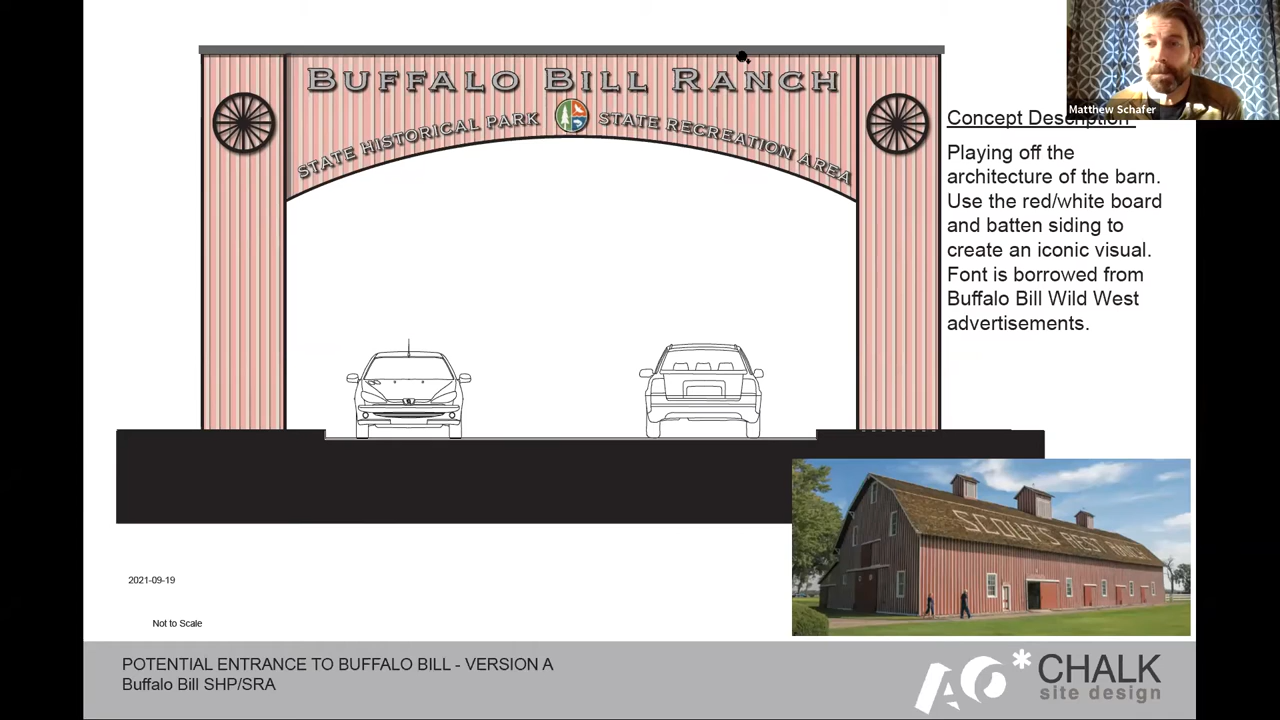 BUFFALO BILL RANCH
STATE HISTORICAL PARK STATE RECREATION AREA
Matthew Schafer
Concept Description
Playing off the
architecture of the barn.
Use the red/white board
and batten siding to
create an iconic visual.
Font is borrowed from
Buffalo Bill Wild West
advertisements.
SCOUT'S REST
2021-09-19
Not to Scale
POTENTIAL ENTRANCE TO BUFFALO BILL - VERSION A
Buffalo Bill SHP/SRA
CHALK
site design